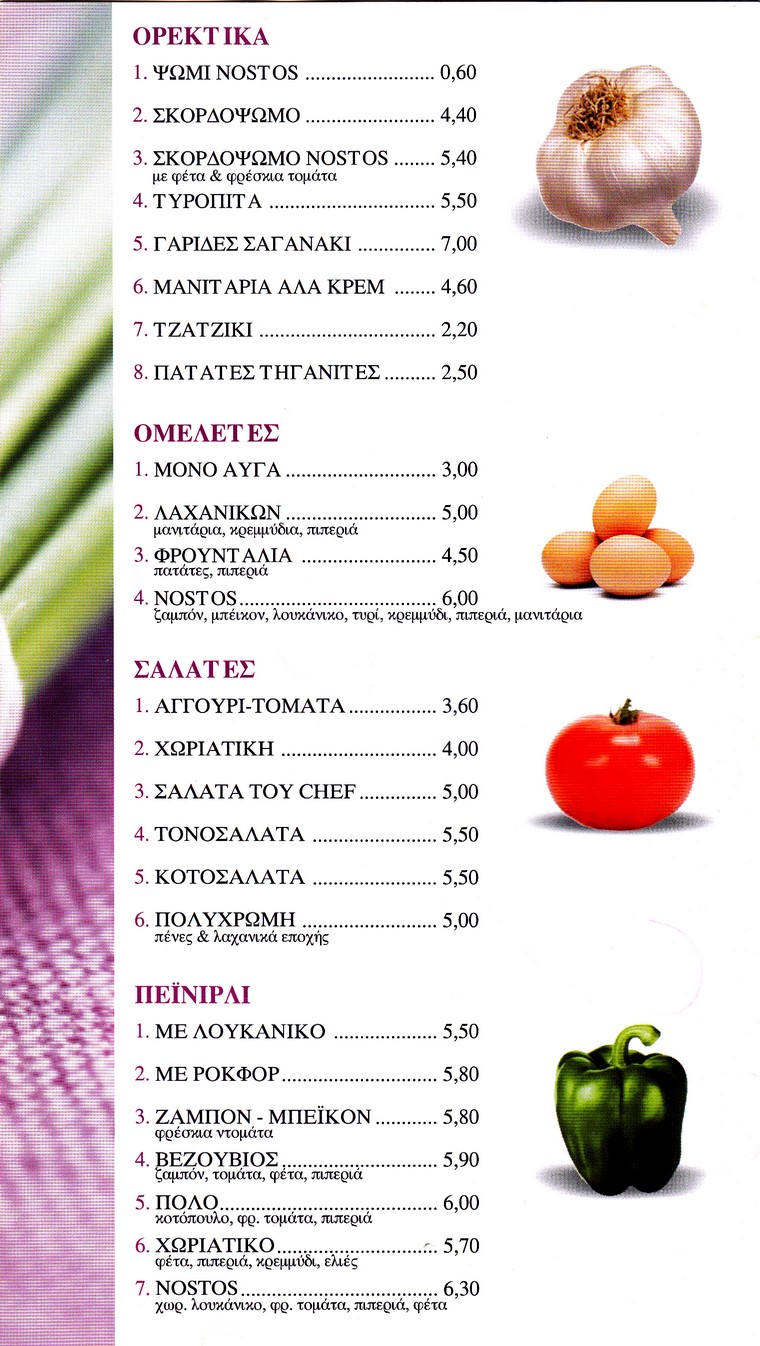 ΟΡΕΚΤΙΚΑ
1. ΨΩΜΙ NOSTOS ......................... 0,60
2. ΣΚΟΡΔΟΨΩΜΟ ......................... 4,40
3. ΣΚΟΡΔΟΨΩΜΟ NOSTOS ........ 5,40
με φέτα & φρέσκια τομάτα
4. ΤΥΡΟΠΙΤΑ ................................ 5,50
5. ΓΑΡΙΔΕΣ ΣΑΓΑΝΑΚΙ ............... 7,00
6. ΜΑΝΙΤΑΡΙΑ ΑΛΑ ΚΡΕΜ ........ 4,60
7. ΤΖΑΤΖΙΚΙ .................................. 2,20
8. ΠΑΤΑΤΕΣ ΤΗΓΑΝΙΤΕΣ .......... 2,50
ΟΜΕΛΕΤΕΣ
1. ΜΟΝΟ ΑΥΓΑ ............................. 3,00
2. ΛΑΧΑΝΙΚΩΝ ............................. 5,00
μανιτάρια, κρεμμύδια, πιπεριά
3. ΦΡΟΥΝΤΑΛΙΑ .......................... 4,50
πατάτες, πιπεριά
4. NOSTOS...................................... 6,00
ζαμπόν, μπέικον, λουκάνικο, τυρί, κρεμμύδι, πιπεριά, μανιτάρια
ΣΑΛΑΤΕΣ
1. ΑΓΓΟΥΡΙ-ΤΟΜΑΤΑ ................. 3,60
2. ΧΩΡΙΑΤΙΚΗ .............................. 4,00
3. ΣΑΛΑΤΑ ΤΟΥ CHEF ............... 5,00
4. ΤΟΝΟΣΑΛΑΤΑ ........................ 5,50
5. ΚΟΤΟΣΑΛΑΤΑ ........................ 5,50
6. ΠΟΛΥΧΡΩΜΗ .......................... 5,00
πένες & λαχανικά εποχής
ΠΕΪΝΙΡΛΙ
1. ΜΕ ΛΟΥΚΑΝΙΚΟ .................... 5,50
2. ΜΕ ΡΟΚΦΟΡ.............................. 5,80
3. ΖΑΜΠΟΝ - ΜΠΕΪΚΟΝ ............ 5,80
φρέσκια ντομάτα
4. ΒΕΖΟΥΒΙΟΣ .............................. 5,90
ζαμπόν, τομάτα, φέτα, πιπεριά
5. ΠΟΛΟ.......................................... 6,00
κοτόπουλο, φρ. τομάτα, πιπεριά
6. ΧΩΡΙΑΤΙΚΟ............................... 5,70
φέτα, πιπεριά, κρεμμύδι, ελιές
7. NOSTOS...................................... 6,30
χωρ. λουκάνικο, φρ. τομάτα, πιπεριά, φέτα